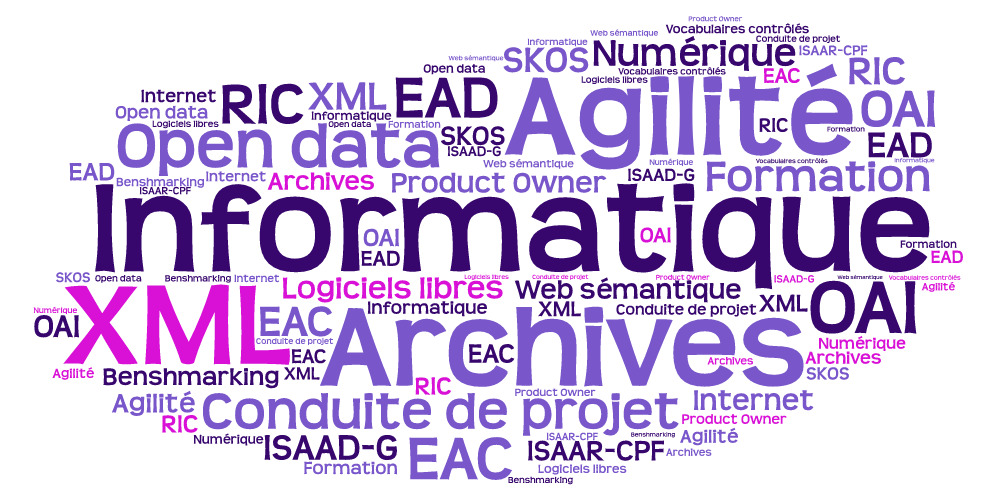 Product Owner
Vocabulaires contrôlés
Web sémantique
Conduite de projet
Informatique
Numérique
ISAAR-CPF
SKOS
Web sémantique
Open data
Vocabulaires contrôlés
EAC
RIC
Logiciels libres
Agilité
Internet
RIC
XML
EAD
OAI
Open data
Informatique
Logiciels libres
Open data
Formation
SKOS
RIC
Formation
Open data
ISAAD-G
EAD
Web sémantique
Numérique
Vocabulaires contrôlés
Informatique
EAD
Benshmarking
Internet
Archives
Product Owner
ISAAD-G
Formation
ISAAR-CPF
Informatique
OAI
OAI
Formation
EAD
EAD
SKOS
Open data
Benshmarking
Internet
Logiciels libres
Conduite de projet
Product Owner
ISAAD-G
Web sémantique
Vocabulaires contrôlés
Logiciels libres
Web sémantique
OAI
Agilité
XML
Numérique
OAI
EAC
Informatique
XML
Conduite de projet
XML
Archives
Conduite de projet
EAC
EAC
Numérique
Archives
Archives
Agilité
Benshmarking
XML
SKOS
RIC
Product Owner
Agilité
Conduite de projet
Internet
RIC
Product Owner
Numérique
ISAAD-G
EAC
ISAAR-CPF
Benshmarking
Agilité
ISAAR-CPF
Archives
Formation
Logiciels libres
Benshmarking